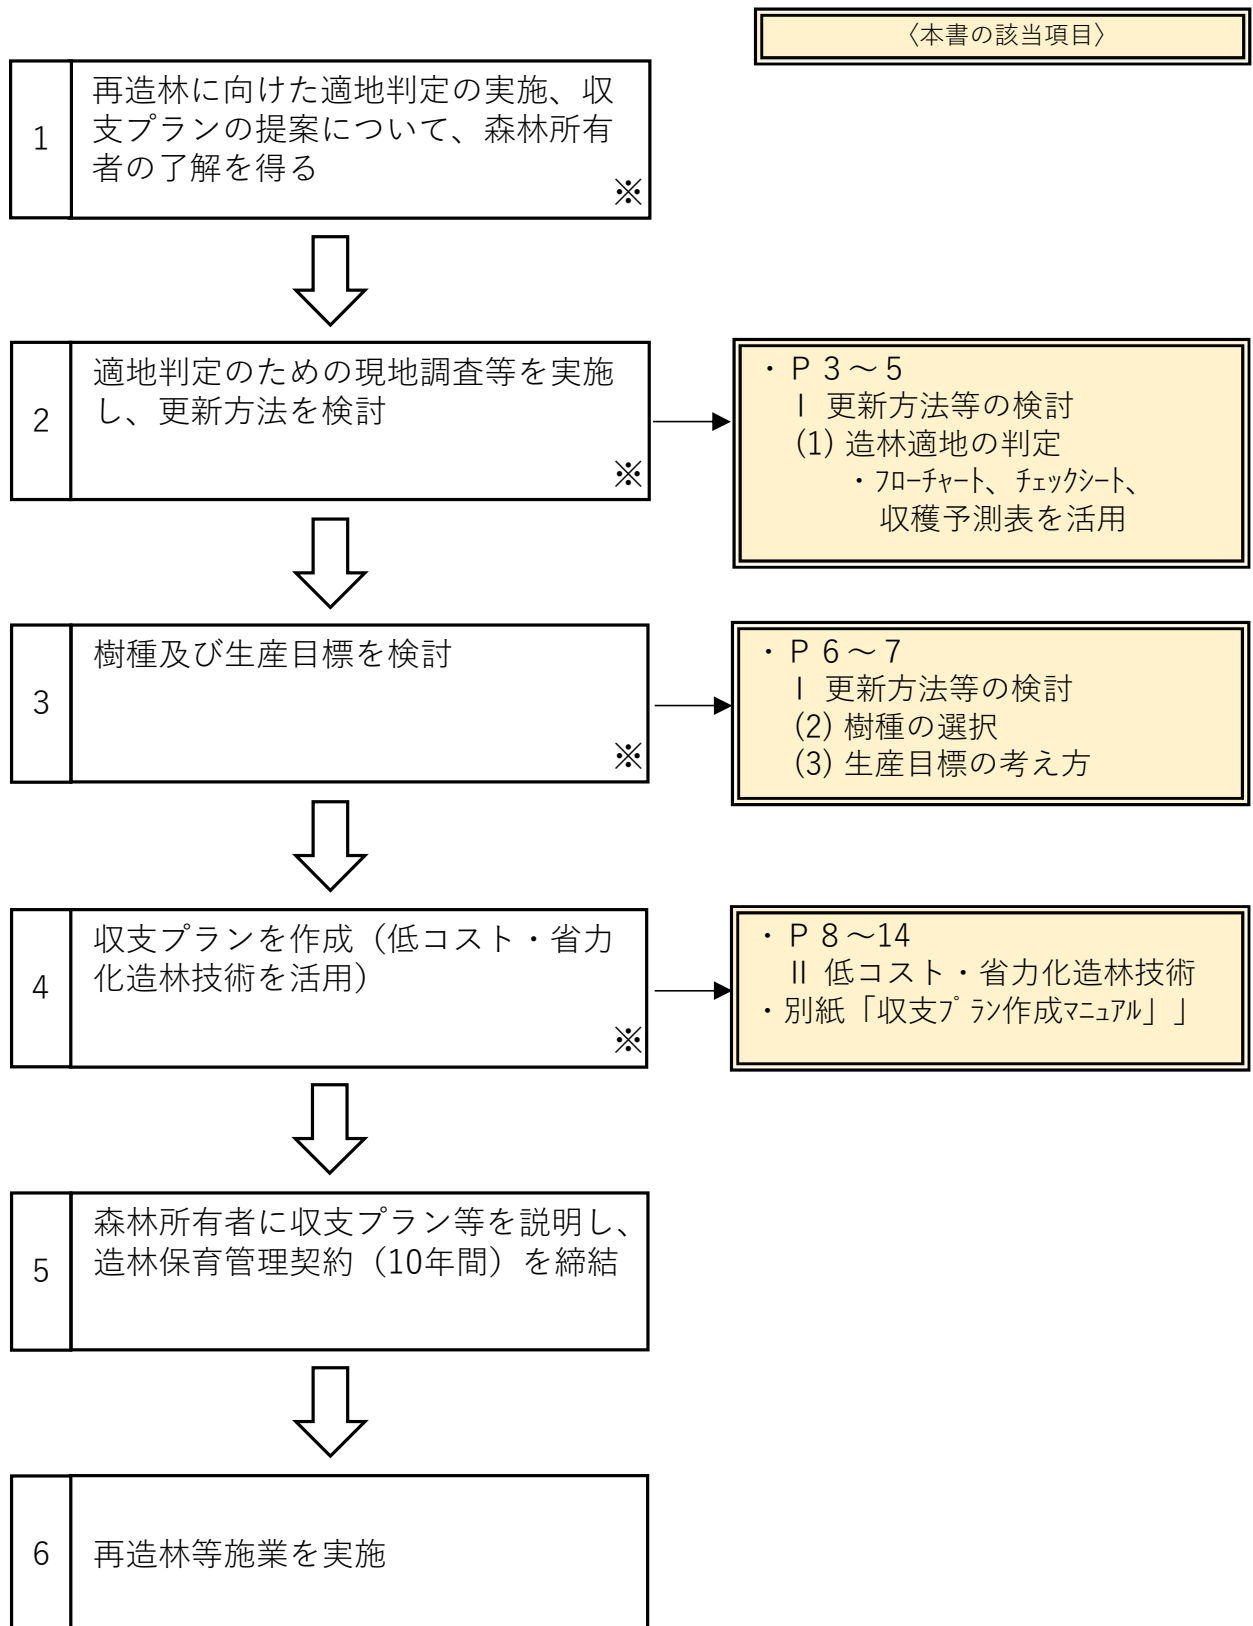 〈本書の該当項目〉
1
再造林に向けた適地判定の実施、収
支プランの提案について、森林所有
者の了解を得る
※
2
適地判定のための現地調査等を実施
し、更新方法を検討
※
・Ｐ３～５
Ⅰ 更新方法等の検討
(1) 造林適地の判定
・ﾌﾛｰﾁｬｰﾄ、ﾁｪｯｸｼｰﾄ、
収穫予測表を活用
3
樹種及び生産目標を検討
※
・Ｐ６～７
Ⅰ 更新方法等の検討
(2) 樹種の選択
(3) 生産目標の考え方
4
収支プランを作成（低コスト・省力
化造林技術を活用）
※
・Ｐ８～14
Ⅱ 低コスト・省力化造林技術
・別紙「収支ﾌﾟﾗﾝ作成ﾏﾆｭｱﾙ」」
5
森林所有者に収支プラン等を説明し、
造林保育管理契約（10年間）を締結
6
再造林等施業を実施